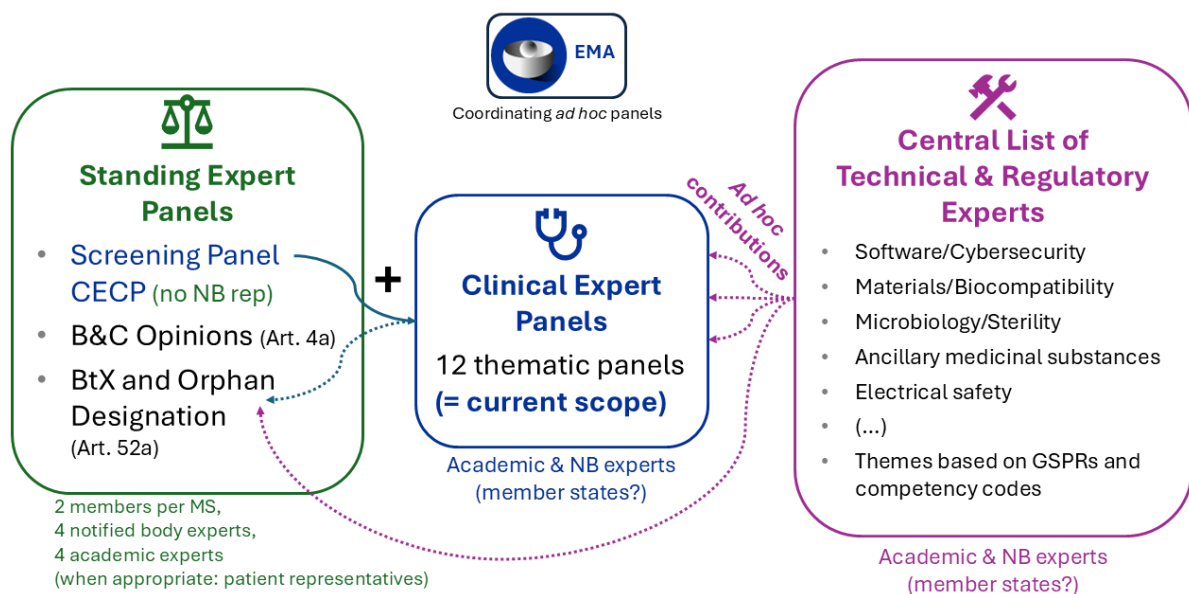 EMA
Coordinating ad hoc panels
Standing Expert
Panels
• Screening Panel
CECP (no NB rep)
• B&C Opinions (Art. 4a)
• BtX and Orphan
Designation
(Art. 52a)
2 members per MS,
4 notified body experts,
4 academic experts
(when appropriate: patient representatives)
+
Clinical Expert
Panels
12 thematic panels
(= current scope)
Academic & NB experts
(member states?)
Ad hoc
contributions
Central List of
Technical & Regulatory
Experts
• Software/Cybersecurity
• Materials/Biocompatibility
• Microbiology/Sterility
• Ancillary medicinal substances
• Electrical safety
• (...)
• Themes based on GSPRs and
competency codes
Academic & NB experts
(member states?)